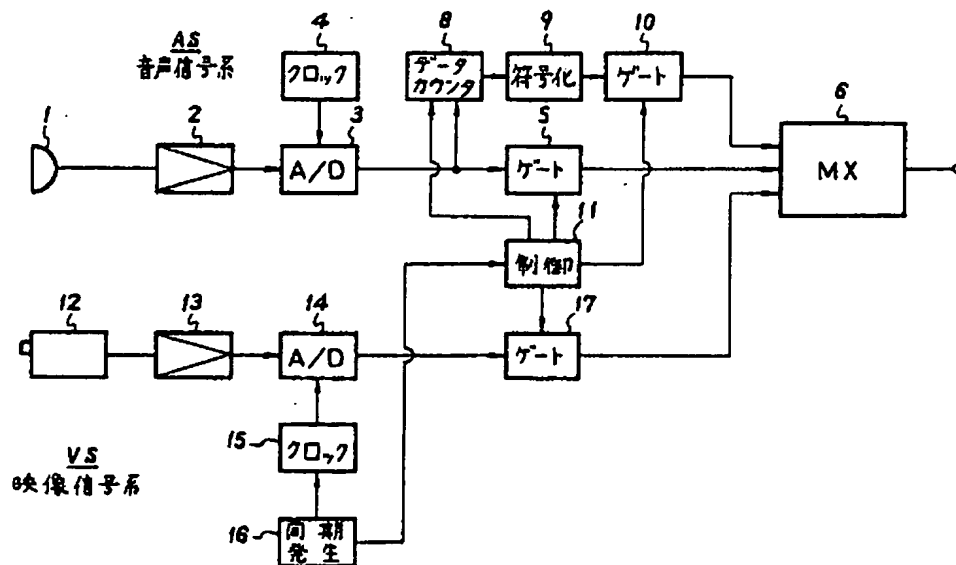 AS
音声信号系
4
クロック
8
データ
カウンタ
9
符号化
10
ゲート
1
2
3
A/D
5
ゲート
6
MX
11
制御
12
13
14
A/D
17
ゲート
15
クロック
VS
映像信号系
16
同期
発生